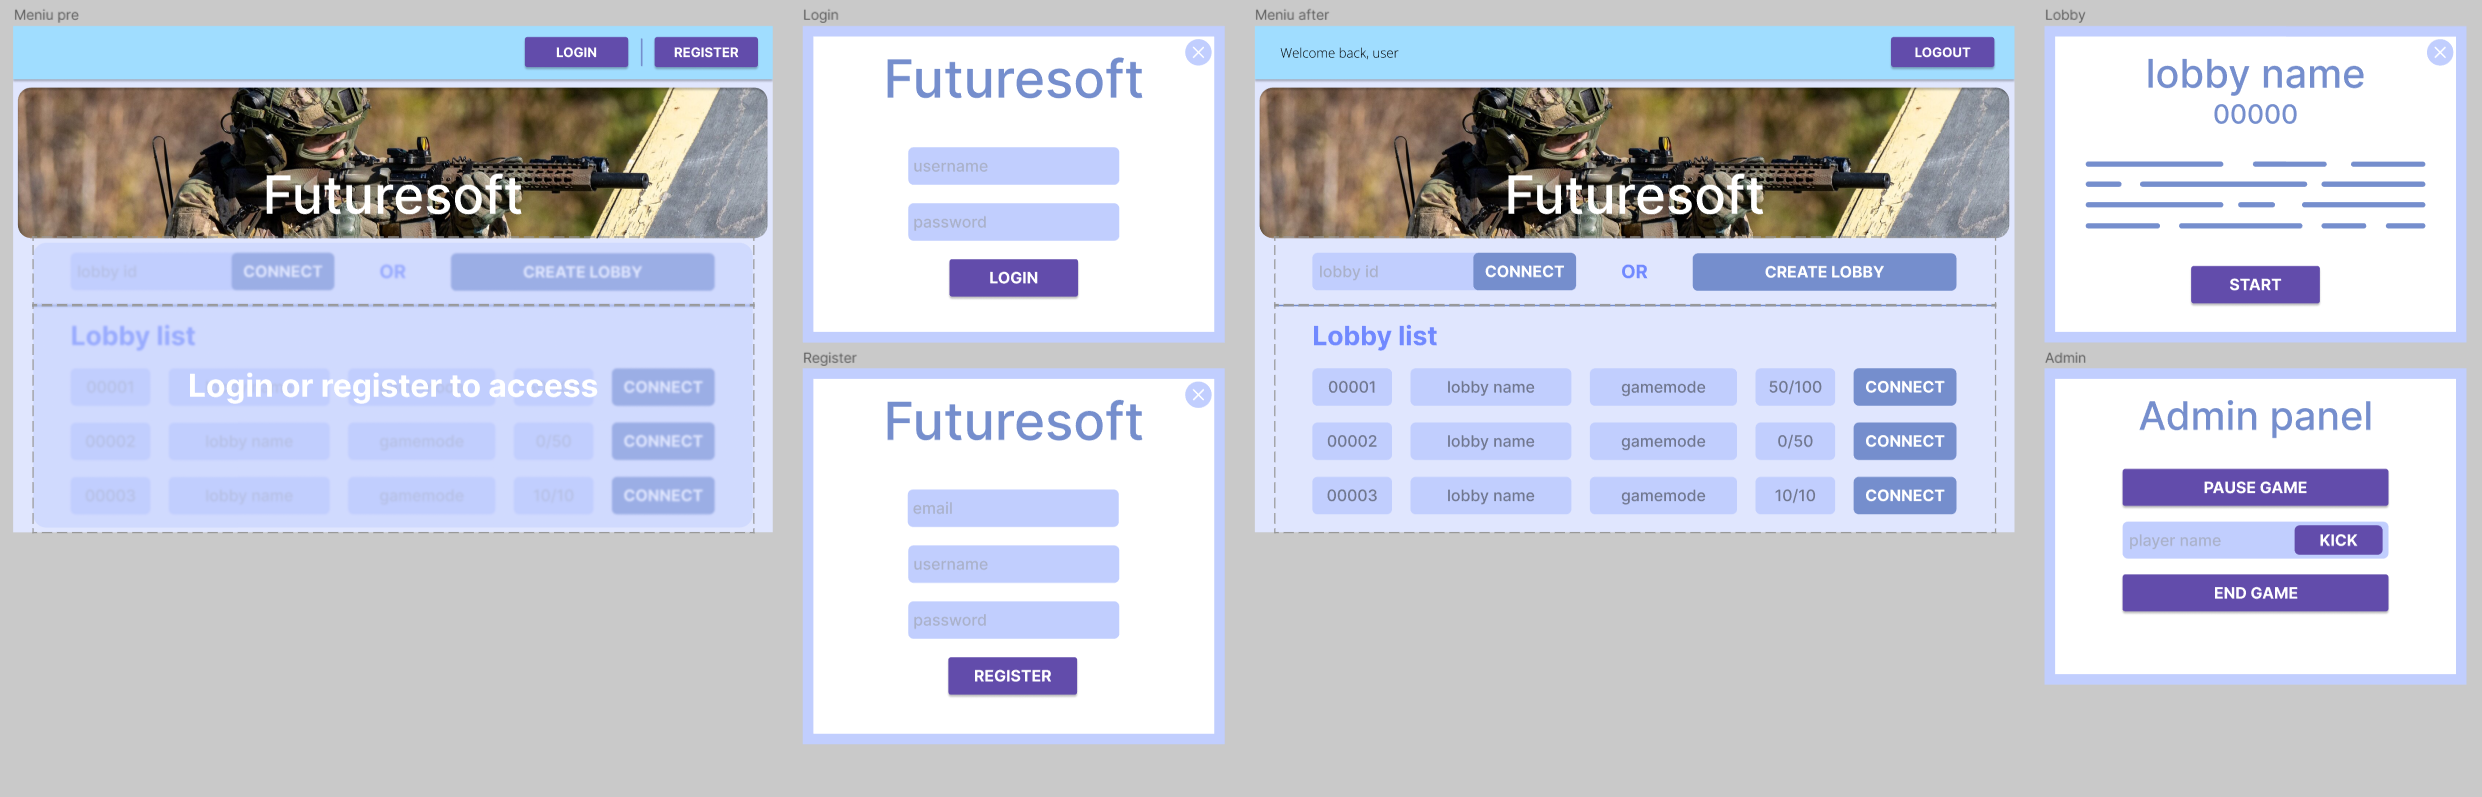 Meniu pre
LOGIN
REGISTER
Futuresoft
lobby id
CONNECT
OR
CREATE LOBBY
Lobby list
00001
Login or register to access
CONNECT
00002
lobby name
gamemode
0/50
CONNECT
00003
lobby name
gamemode
10/10
CONNECT
Login
Futuresoft
username
password
LOGIN
Register
Futuresoft
email
username
password
REGISTER
Meniu after
Welcome back, user
LOGOUT
Futuresoft
lobby id
CONNECT
OR
CREATE LOBBY
Lobby list
00001
lobby name
gamemode
50/100
CONNECT
00002
lobby name
gamemode
0/50
CONNECT
00003
lobby name
gamemode
10/10
CONNECT
Lobby
lobby name
00000
START
Admin
Admin panel
PAUSE GAME
player name
KICK
END GAME